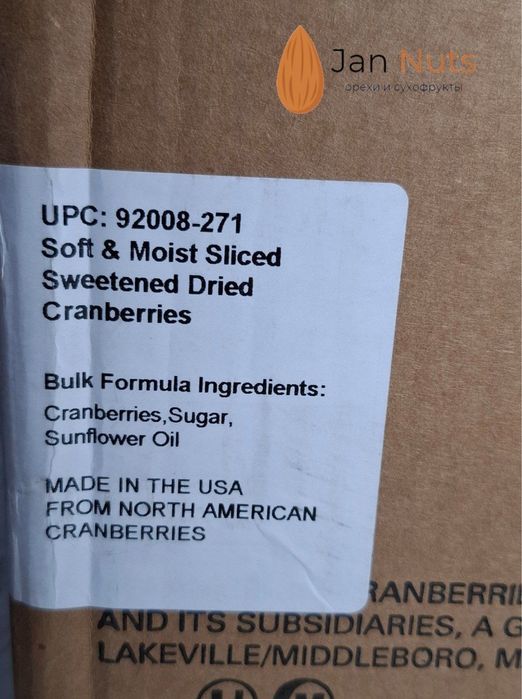 Jan Nuts
орехи и сухофрукты
UPC: 92008-271
Soft & Moist Sliced
Sweetened Dried
Cranberries
Bulk Formula Ingredients:
Cranberries,Sugar,
Sunflower Oil
MADE IN THE USA
FROM NORTH AMERICAN
CRANBERRIES
AND ITS SUBSIDIARIES, A
LAKEVILLE/MIDDLEBORO,